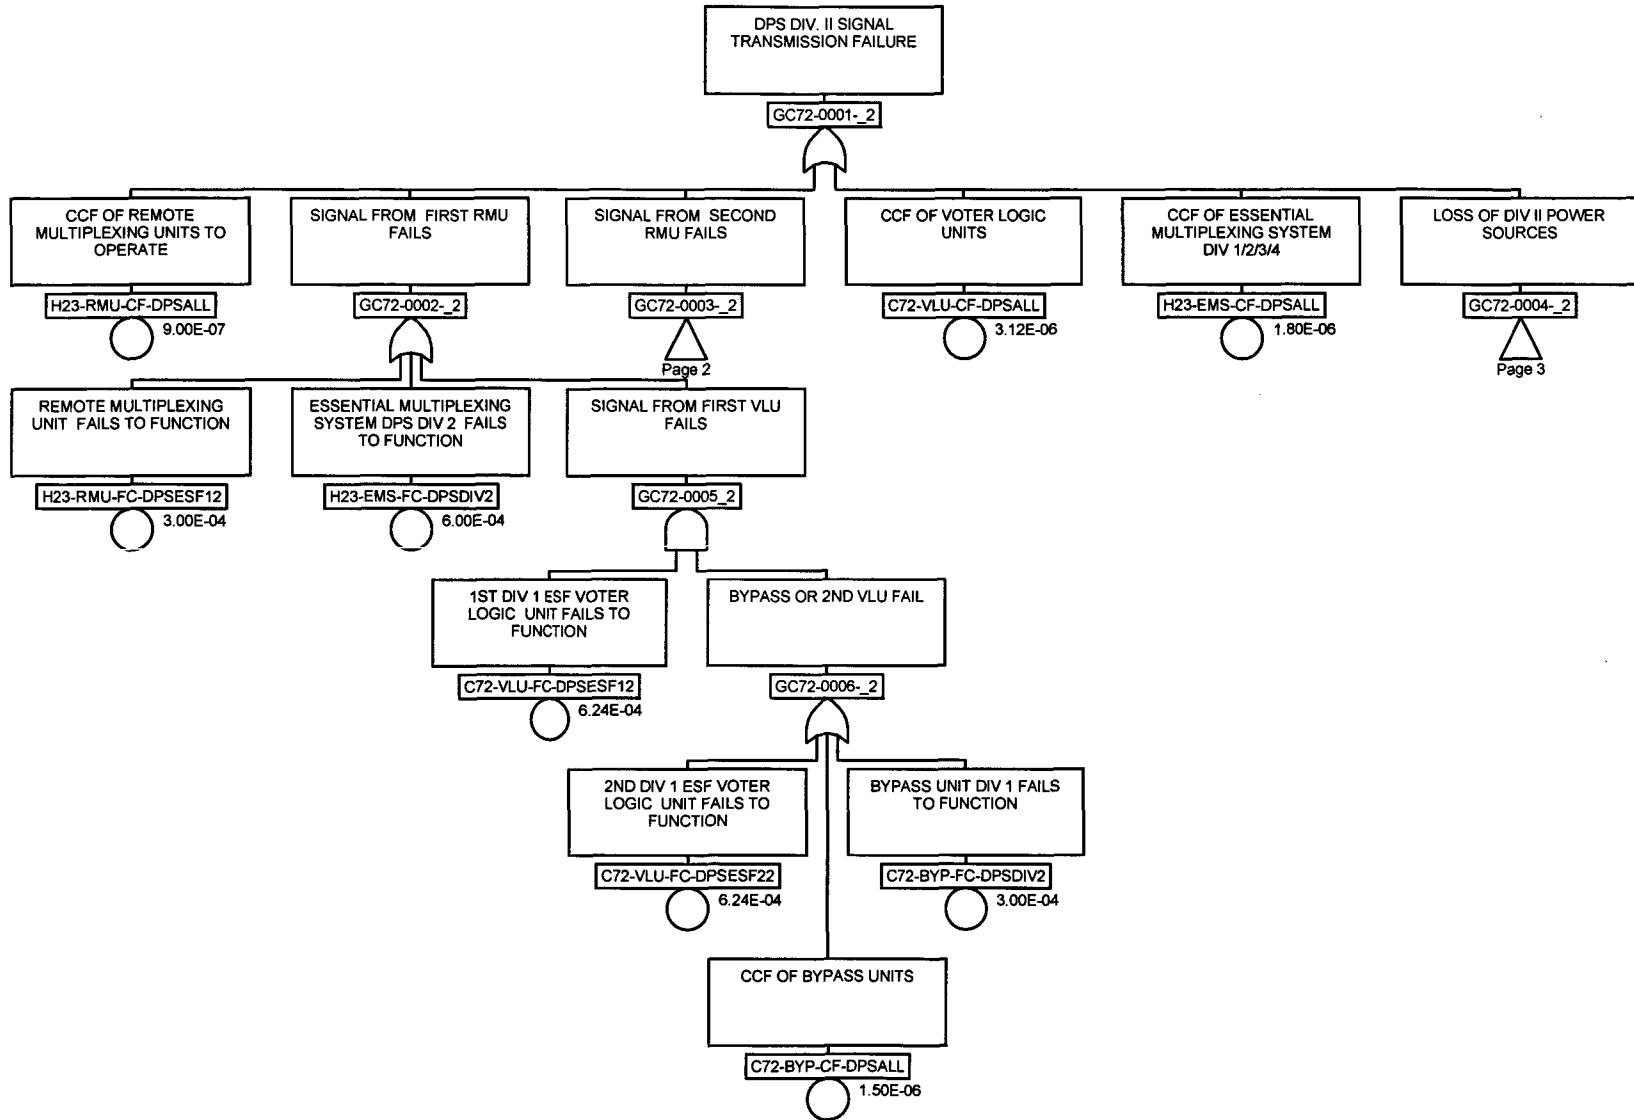 DPS DIV. II SIGNAL
TRANSMISSION FAILURE
GC72-0001-_2
CCF OF REMOTE
MULTIPLEXING UNITS TO
OPERATE
H23-RMU-CF-DPSALL
9.00E-07
SIGNAL FROM FIRST RMU
FAILS
GC72-0002-_2
SIGNAL FROM SECOND
RMU FAILS
GC72-0003-_2
Page 2
CCF OF VOTER LOGIC
UNITS
C72-VLU-CF-DPSALL
3.12E-06
CCF OF ESSENTIAL
MULTIPLEXING SYSTEM
DIV 1/2/3/4
H23-EMS-CF-DPSALL
1.80E-06
LOSS OF DIV II POWER
SOURCES
GC72-0004-_2
Page 3
REMOTE MULTIPLEXING
UNIT FAILS TO FUNCTION
H23-RMU-FC-DPSESF12
3.00E-04
ESSENTIAL MULTIPLEXING
SYSTEM DPS DIV 2 FAILS
TO FUNCTION
H23-EMS-FC-DPSDIV2
6.00E-04
SIGNAL FROM FIRST VLU
FAILS
GC72-0005_2
1ST DIV 1 ESF VOTER
LOGIC UNIT FAILS TO
FUNCTION
C72-VLU-FC-DPSESF12
6.24E-04
BYPASS OR 2ND VLU FAIL
GC72-0006-_2
2ND DIV 1 ESF VOTER
LOGIC UNIT FAILS TO
FUNCTION
C72-VLU-FC-DPSESF22
6.24E-04
BYPASS UNIT DIV 1 FAILS
TO FUNCTION
C72-BYP-FC-DPSDIV2
3.00E-04
CCF OF BYPASS UNITS
C72-BYP-CF-DPSALL
1.50E-06